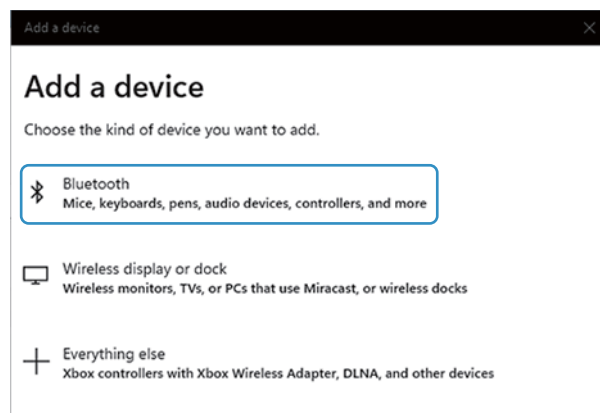 Add a device
Add a device
Choose the kind of device you want to add.
Bluetooth
Mice, keyboards, pens, audio devices, controllers, and more
Wireless display or dock
Wireless monitors, TVs, or PCs that use Miracast, or wireless docks
Everything else
Xbox controllers with Xbox Wireless Adapter, DLNA, and other devices